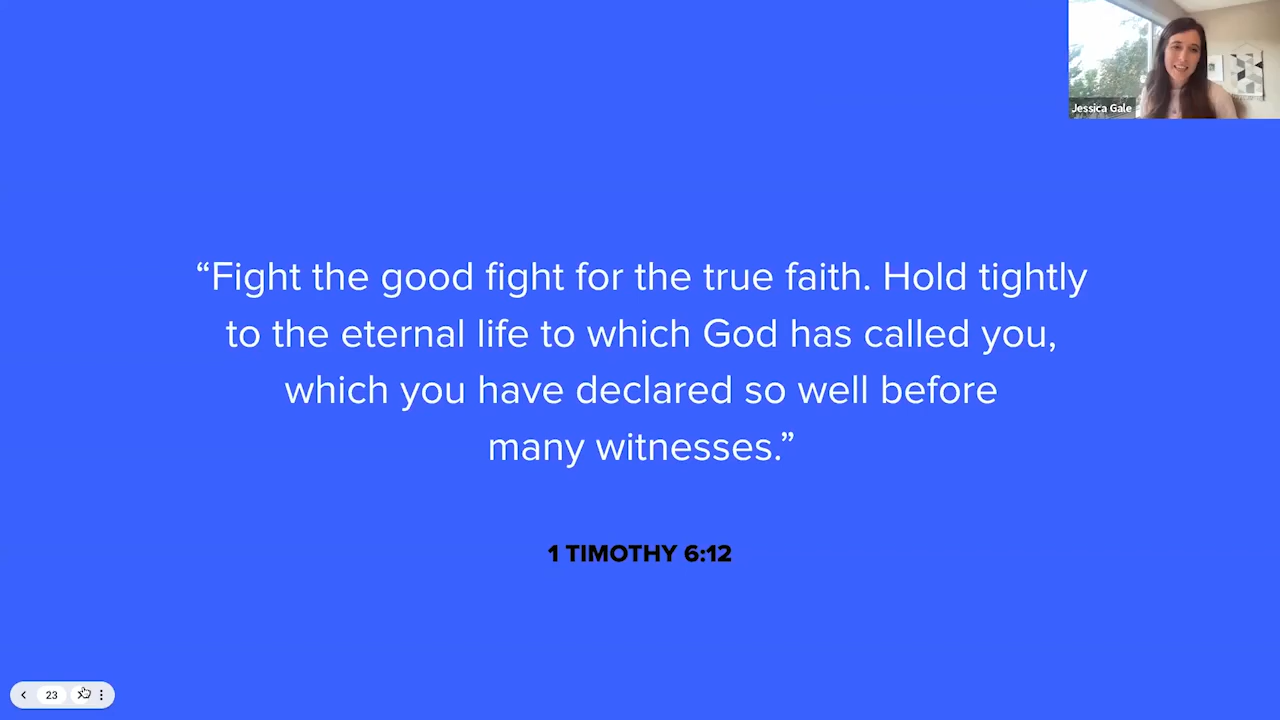 Jessica Gale
“Fight the good fight for the true faith. Hold tightly
to the eternal life to which God has called you,
which you have declared so well before
many witnesses.”
1 TIMOTHY 6:12
23